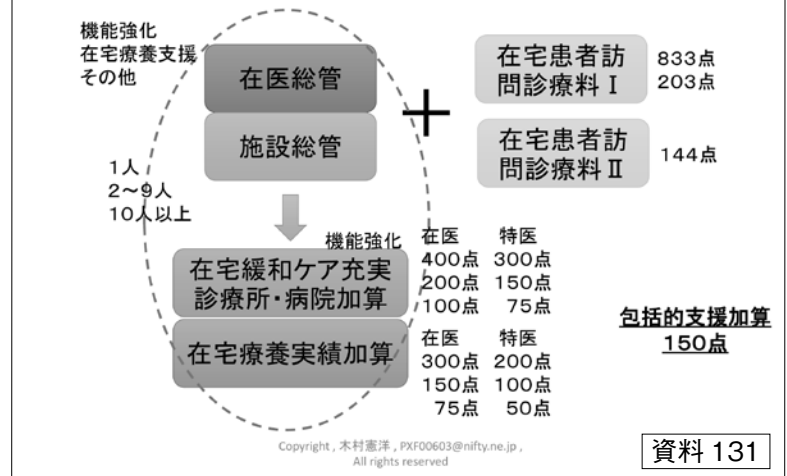 機能強化
在宅療養支援
その他
在医総管
施設総管
1人
2～9人
10人以上
＋
在宅患者訪
問診療料Ⅰ
833点
203点
在宅患者訪
問診療料Ⅱ
144点
機能強化
在宅緩和ケア充実
診療所・病院加算
在医 特医
400点 300点
200点 150点
100点 75点
在宅療養実績加算
在医 特医
300点 200点
150点 100点
75点 50点
包括的支援加算
150点
Copyright , 木村憲洋 , PXF00603@nifty.ne.jp ,
All rights reserved
資料 131